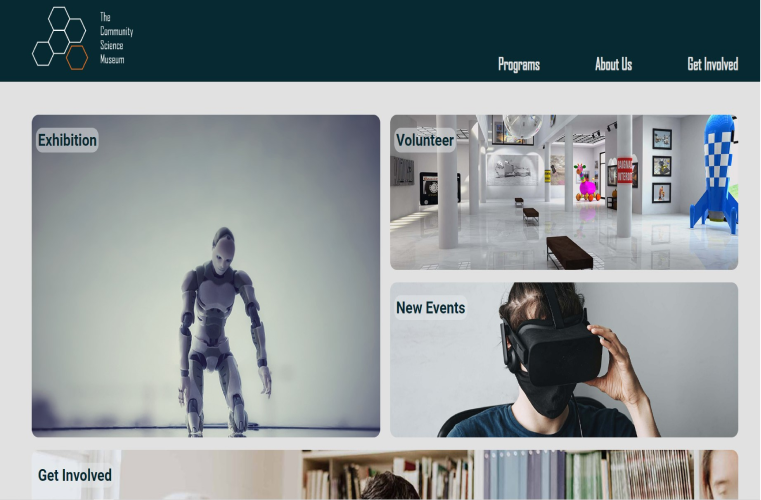 The
Community
Science
Museum
Programs
About Us
Get Involved
Exhibition
Volunteer
New Events
Get Involved